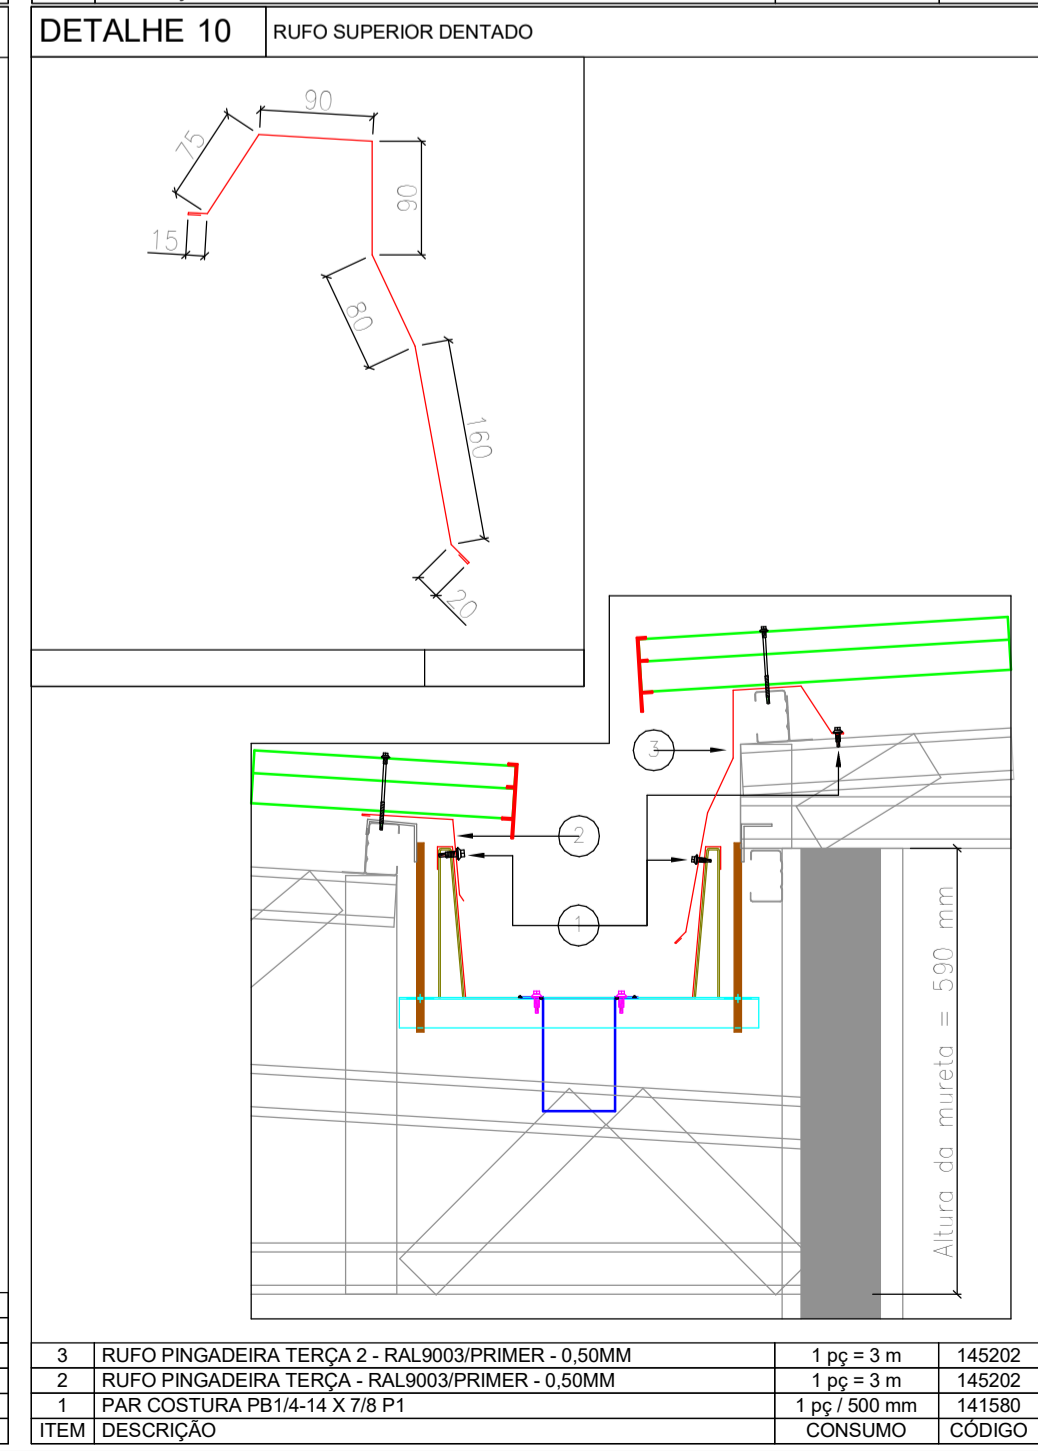 DETALHE 10 RUFO SUPERIOR DENTADO
90
75
90
15
80
160
20
3
2
1
Altura da mureta = 590 mm
3 RUFO PINGADEIRA TERÇA 2 - RAL9003/PRIMER - 0,50MM 1 pç = 3 m 145202
2 RUFO PINGADEIRA TERÇA - RAL9003/PRIMER - 0,50MM 1 pç = 3 m 145202
1 PAR COSTURA PB1/4-14 X 7/8 P1 1 pç / 500 mm 141580
ITEM DESCRIÇÃO CONSUMO CÓDIGO